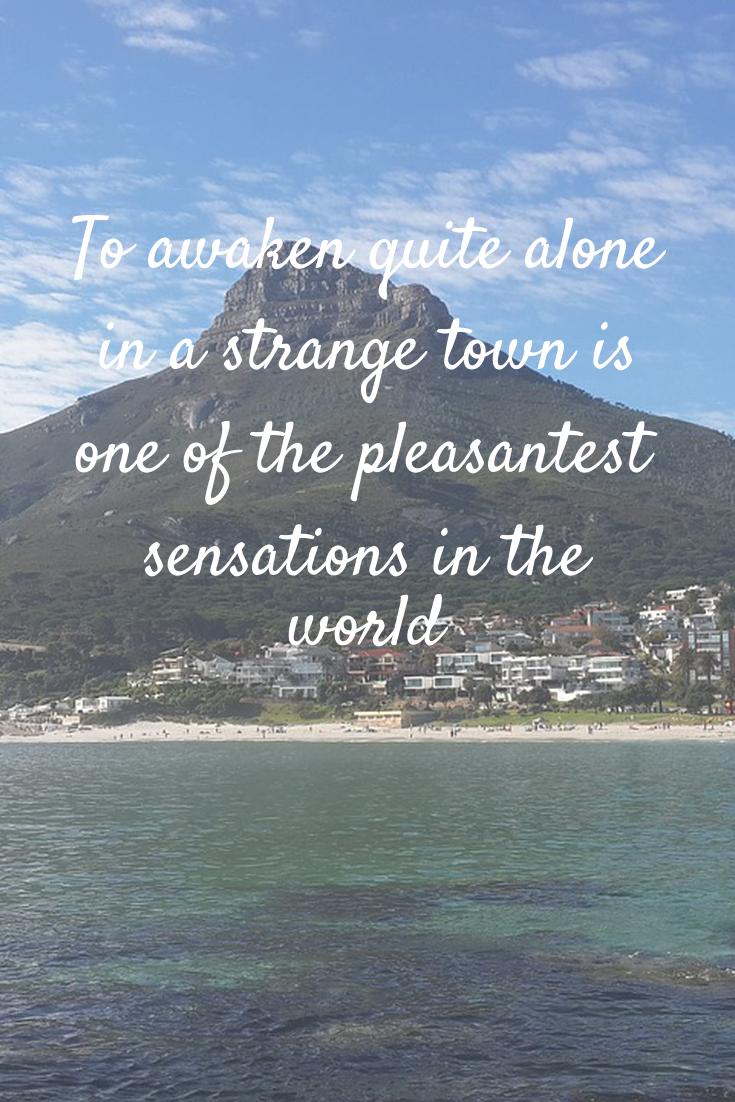 To awaken quite alone
in a strange town is
one of the pleasantest
sensations in the
world